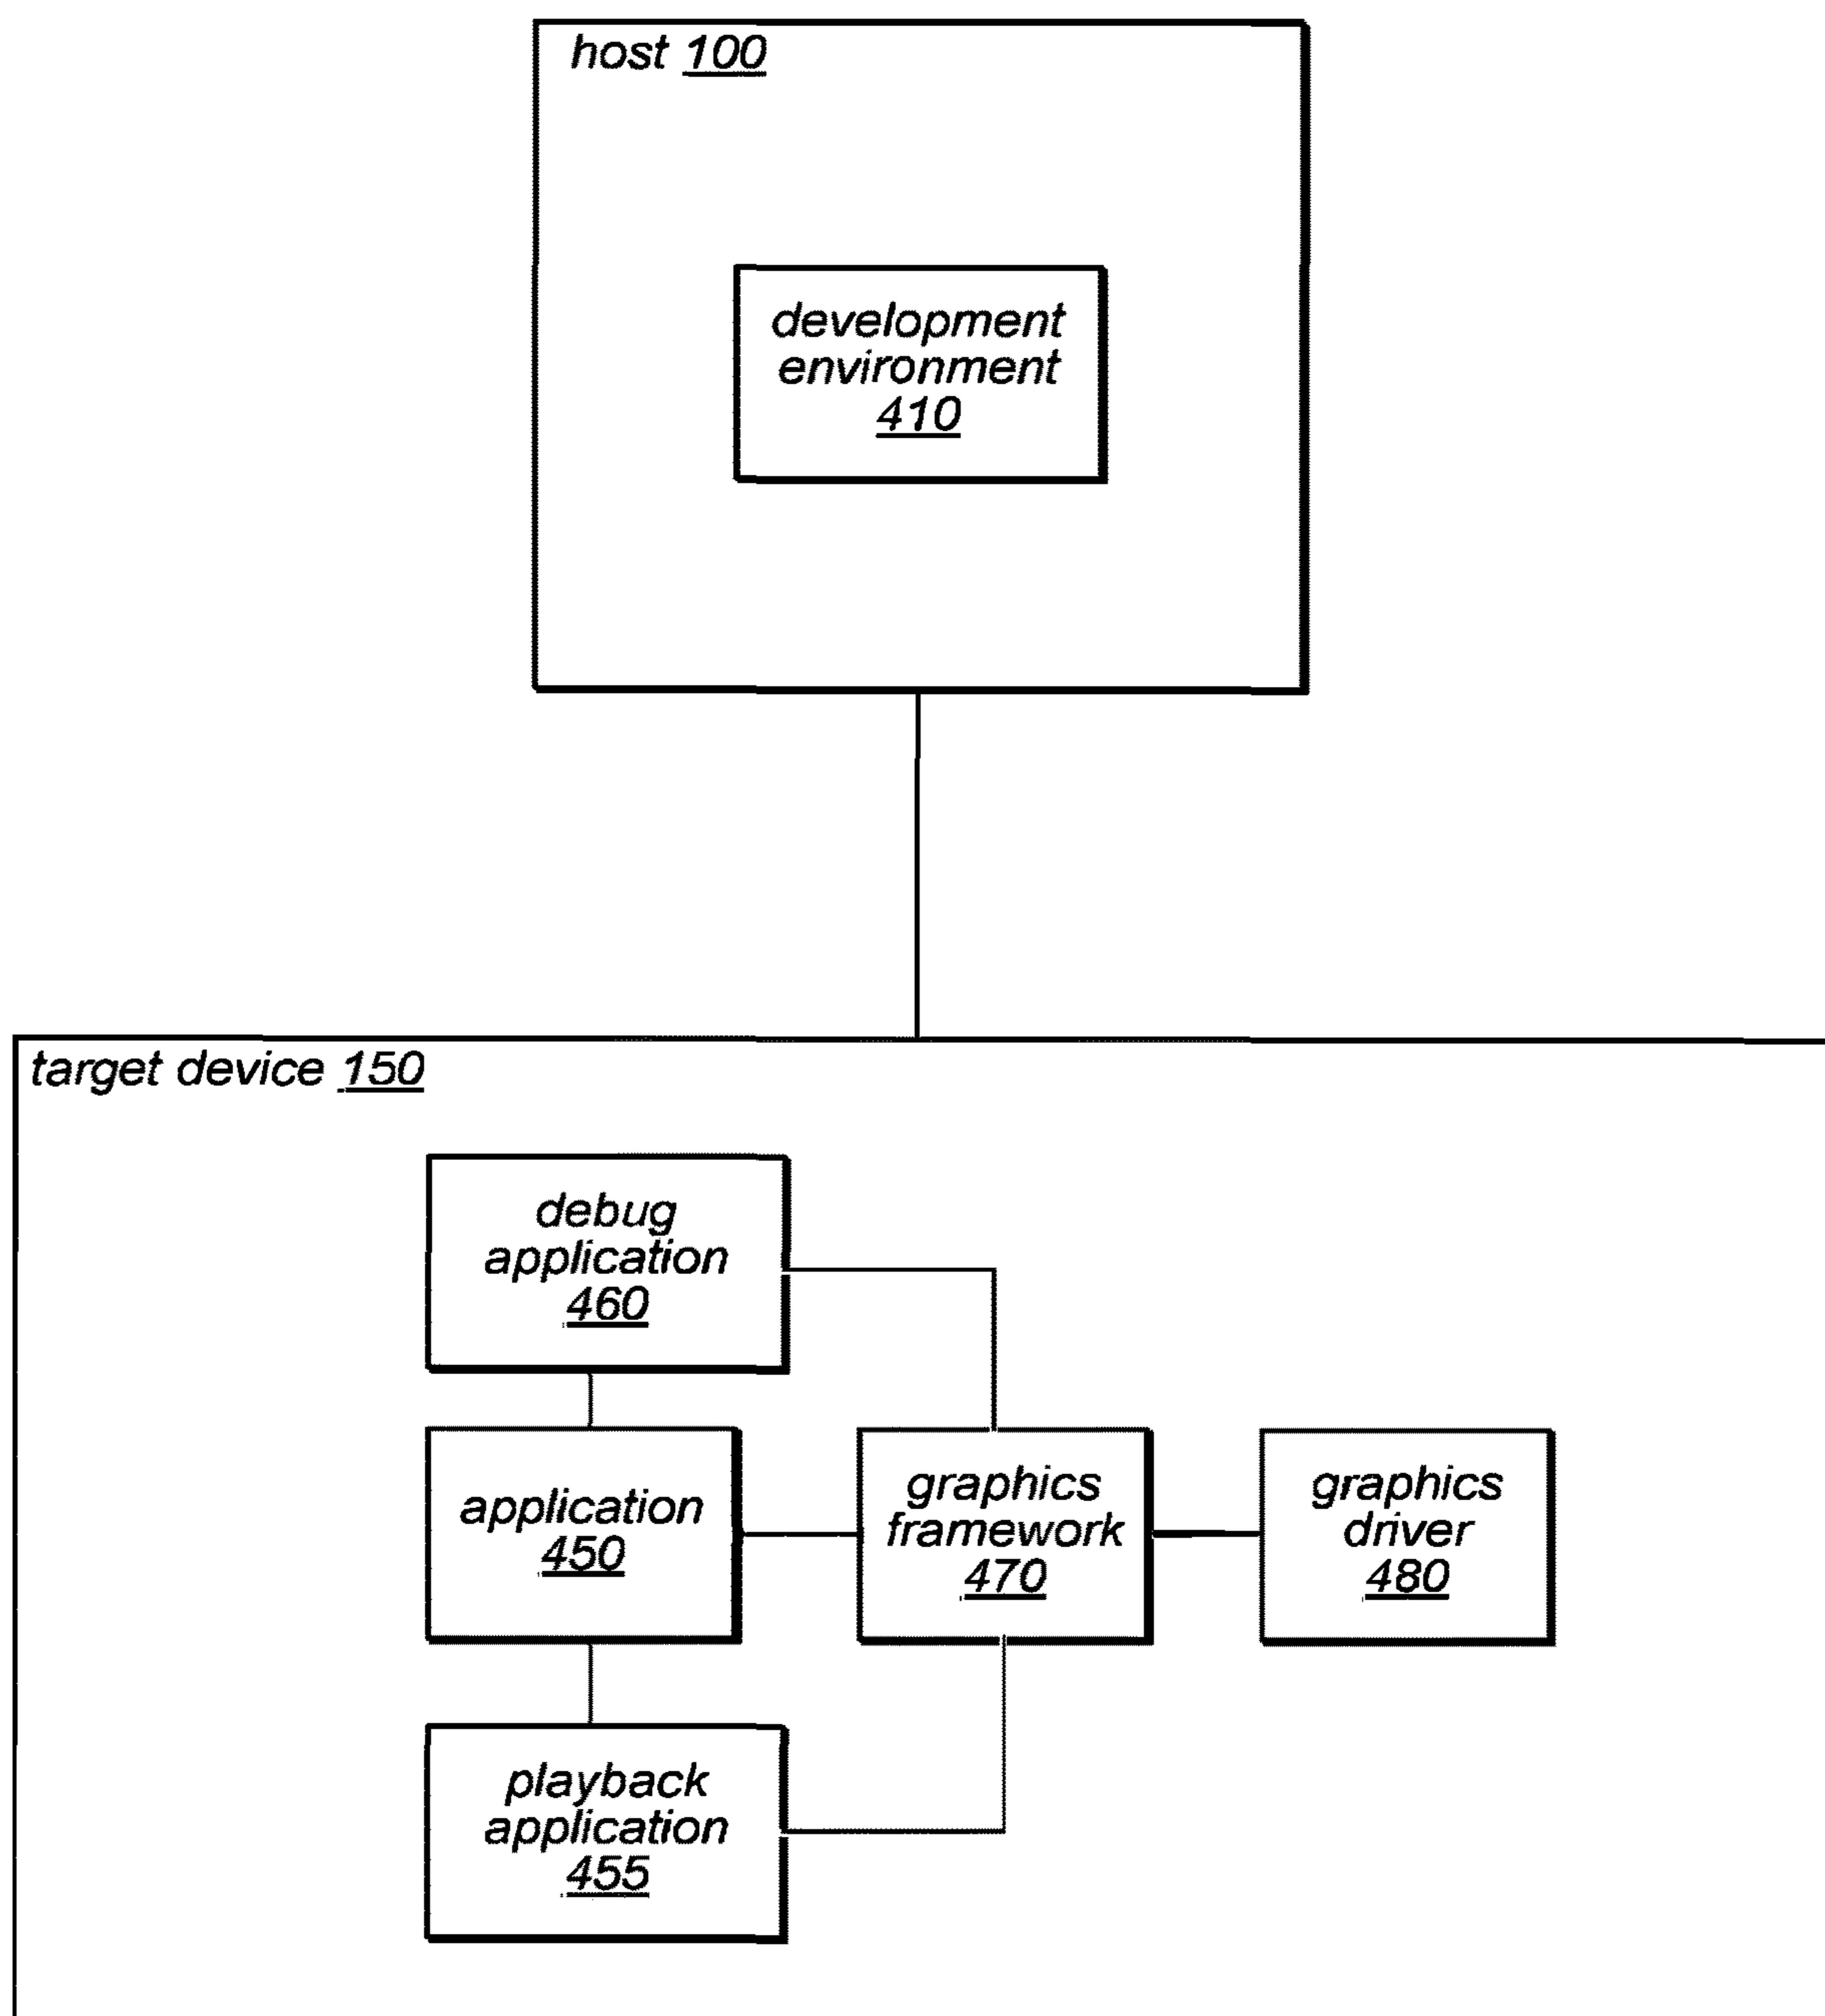 host 100
development
environment
410
target device 150
debug
application
460
application
450
graphics
framework
470
graphics
driver
480
playback
application
455